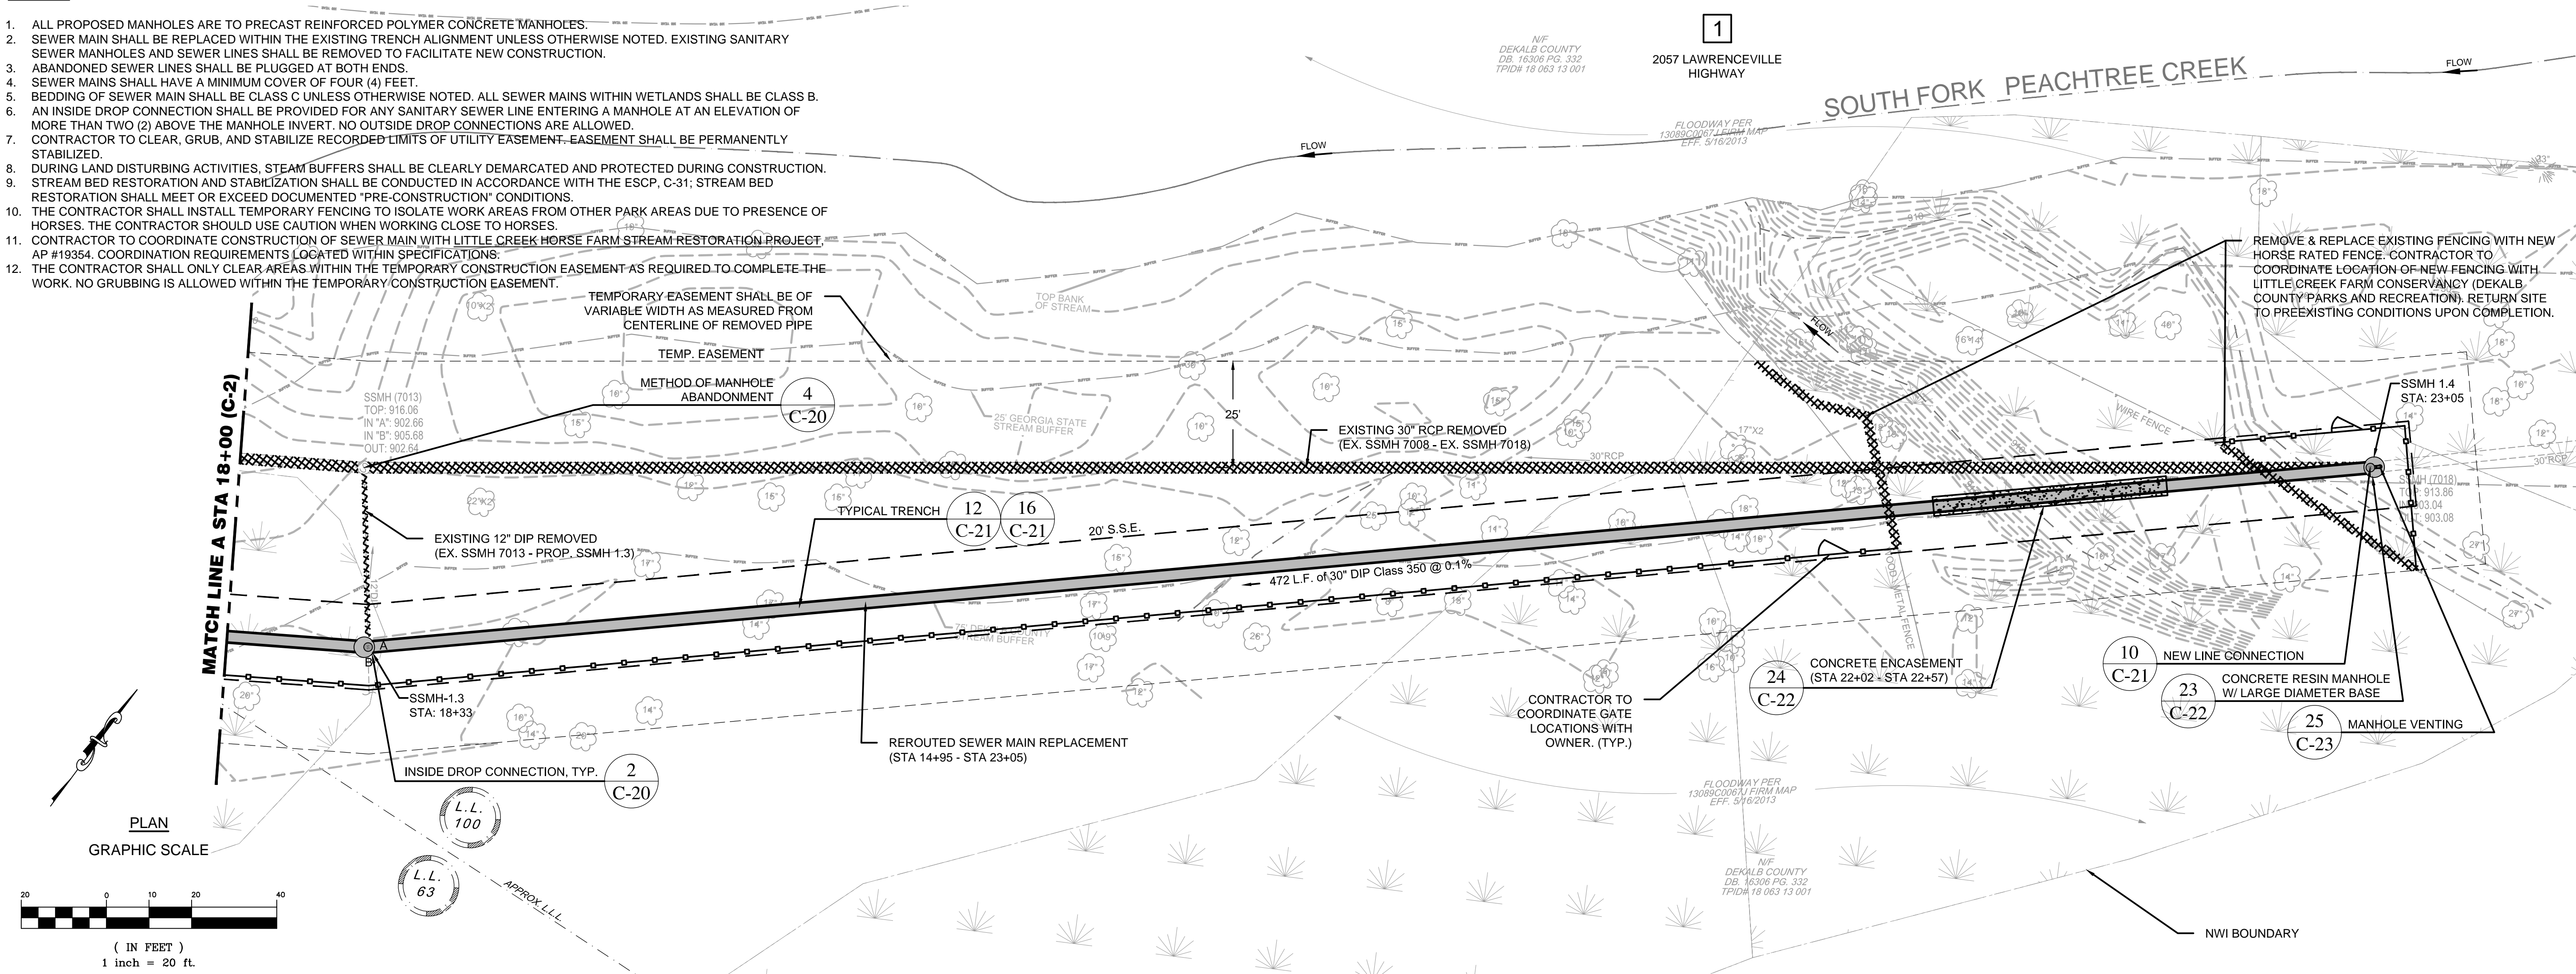 1. ALL PROPOSED MANHOLES ARE TO PRECAST REINFORCED POLYMER CONCRETE MANHOLES.
2. SEWER MAIN SHALL BE REPLACED WITHIN THE EXISTING TRENCH ALIGNMENT UNLESS OTHERWISE NOTED. EXISTING SANITARY
SEWER MANHOLES AND SEWER LINES SHALL BE REMOVED TO FACILITATE NEW CONSTRUCTION.
3. ABANDONED SEWER LINES SHALL BE PLUGGED AT BOTH ENDS.
4. SEWER MAINS SHALL HAVE A MINIMUM COVER OF FOUR (4) FEET.
5. BEDDING OF SEWER MAIN SHALL BE CLASS C UNLESS OTHERWISE NOTED. ALL SEWER MAINS WITHIN WETLANDS SHALL BE CLASS B.
6. AN INSIDE DROP CONNECTION SHALL BE PROVIDED FOR ANY SANITARY SEWER LINE ENTERING A MANHOLE AT AN ELEVATION OF
MORE THAN TWO (2) ABOVE THE MANHOLE INVERT. NO OUTSIDE DROP CONNECTIONS ARE ALLOWED.
7. CONTRACTOR TO CLEAR, GRUB, AND STABILIZE RECORDED LIMITS OF UTILITY EASEMENT. EASEMENT SHALL BE PERMANENTLY
STABILIZED.
8. DURING LAND DISTURBING ACTIVITIES, STEAM BUFFERS SHALL BE CLEARLY DEMARCATED AND PROTECTED DURING CONSTRUCTION.
9. STREAM BED RESTORATION AND STABILIZATION SHALL BE CONDUCTED IN ACCORDANCE WITH THE ESCP, C-31; STREAM BED
RESTORATION SHALL MEET OR EXCEED DOCUMENTED "PRE-CONSTRUCTION" CONDITIONS.
10. THE CONTRACTOR SHALL INSTALL TEMPORARY FENCING TO ISOLATE WORK AREAS FROM OTHER PARK AREAS DUE TO PRESENCE OF
HORSES. THE CONTRACTOR SHOULD USE CAUTION WHEN WORKING CLOSE TO HORSES.
11. CONTRACTOR TO COORDINATE CONSTRUCTION OF SEWER MAIN WITH LITTLE CREEK HORSE FARM STREAM RESTORATION PROJECT,
AP #19354. COORDINATION REQUIREMENTS LOCATED WITHIN SPECIFICATIONS.
12. THE CONTRACTOR SHALL ONLY CLEAR AREAS WITHIN THE TEMPORARY CONSTRUCTION EASEMENT AS REQUIRED TO COMPLETE THE
WORK. NO GRUBBING IS ALLOWED WITHIN THE TEMPORARY CONSTRUCTION EASEMENT.
N/F
DEKALB COUNTY
DB. 16306 PG. 332
TPID# 18 063 13 001
1
2057 LAWRENCEVILLE
HIGHWAY
SOUTH FORK PEACHTREE CREEK
FLOW
FLOODWAY PER
13089C0067J FIRM MAP
EFF. 5/16/2013
FLOW
REMOVE & REPLACE EXISTING FENCING WITH NEW
HORSE RATED FENCE. CONTRACTOR TO
COORDINATE LOCATION OF NEW FENCING WITH
LITTLE CREEK FARM CONSERVANCY (DEKALB
COUNTY PARKS AND RECREATION). RETURN SITE
TO PREEXISTING CONDITIONS UPON COMPLETION.
TEMPORARY EASEMENT SHALL BE OF
VARIABLE WIDTH AS MEASURED FROM
CENTERLINE OF REMOVED PIPE
TOP BANK
OF STREAM
FLOW
TEMP. EASEMENT
METHOD OF MANHOLE
ABANDONMENT
4
C-20
SSMH (7013)
TOP: 916.06
IN "A": 902.66
IN "B": 905.68
OUT: 902.64
25' GEORGIA STATE
STREAM BUFFER
25'
EXISTING 30" RCP REMOVED
(EX. SSMH 7008 - EX. SSMH 7018)
30"RCP
17"X2
WIRE FENCE
SSMH 1.4
STA: 23+05
30"RCP
SSMH (7018)
TOP: 913.86
903.04
903.08
MATCH LINE A STA 18+00 (C-2)
TYPICAL TRENCH
12
C-21
16
C-21
20' S.S.E.
EXISTING 12" DIP REMOVED
(EX. SSMH 7013 - PROP. SSMH 1.3)
472 L.F. of 30" DIP Class 350 @ 0.1%
A
B
SSMH-1.3
STA: 18+33
75' DEKALB COUNTY
STREAM BUFFER
METAL FENCE
CONTRACTOR TO
COORDINATE GATE
LOCATIONS WITH
OWNER. (TYP.)
24
C-22
CONCRETE ENCASEMENT
(STA 22+02 - STA 22+57)
10
C-21
NEW LINE CONNECTION
23
C-22
CONCRETE RESIN MANHOLE
W/ LARGE DIAMETER BASE
25
C-23
MANHOLE VENTING
REROUTED SEWER MAIN REPLACEMENT
(STA 14+95 - STA 23+05)
INSIDE DROP CONNECTION, TYP.
2
C-20
L.L.
100
L.L.
63
APPROX L.L.L.
FLOODWAY PER
13089C0067J FIRM MAP
EFF. 5/16/2013
N/F
DEKALB COUNTY
DB. 16306 PG. 332
TPID# 18 063 13 001
NWI BOUNDARY
PLAN
GRAPHIC SCALE
20 0 10 20 40
( IN FEET )
1 inch = 20 ft.